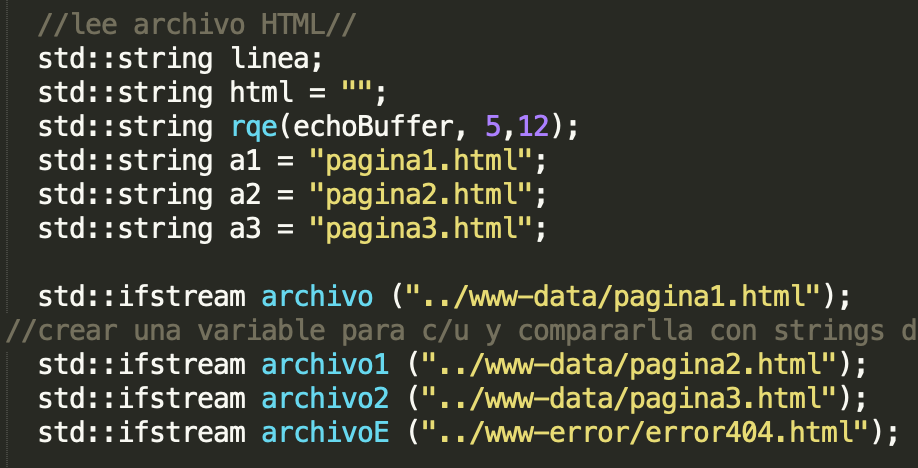 //lee archivo HTML//
std::string linea;
std::string html = "";
std::string rqe(echoBuffer, 5,12);
std::string a1 = "pagina1.html";
std::string a2 = "pagina2.html";
std::string a3 = "pagina3.html";
std::ifstream archivo ("../www-data/pagina1.html");
//crear una variable para c/u y compararlla con strings d
std::ifstream archivo1 ("../www-data/pagina2.html");
std::ifstream archivo2 ("../www-data/pagina3.html");
std::ifstream archivoE ("../www-error/error404.html");